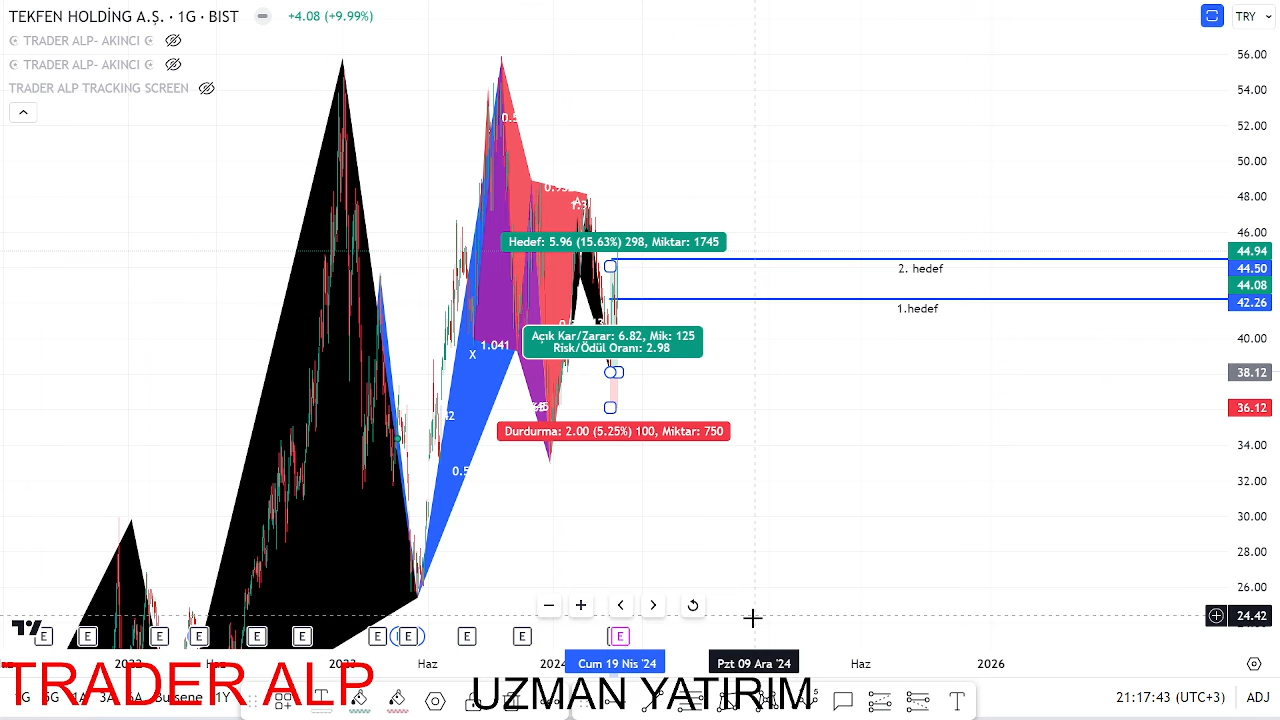 TEKFEN HOLDİNG A.Ş. · 1G · BIST +4.08 (+9.99%)
TRADER ALP- AKINCI
TRADER ALP- AKINCI
TRADER ALP TRACKING SCREEN
TRY
56.00
54.00
52.00
50.00
48.00
46.00
44.94
44.50
44.08
42.26
40.00
38.12
36.12
34.00
32.00
30.00
28.00
26.00
24.42
A
Hedef: 5.96 (15.63%) 298, Miktar: 1745
2. hedef
1.hedef
Açık Kar/Zarar: 6.82, Mik: 125
Risk/Ödül Oranı: 2.98
X 1.041
Durdurma: 2.00 (5.25%) 100, Miktar: 750
E E E E E E E E E E E
Haz Cum 19 Nis '24 Pzt 09 Ara '24 Haz 2026
TRADER ALP
UZMAN YATIRIM
21:17:43 (UTC+3) ADJ